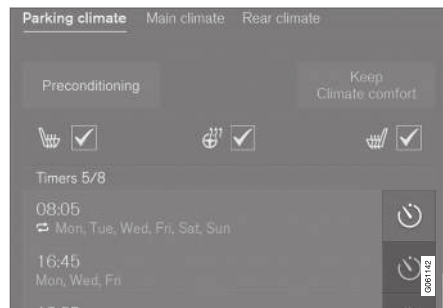 Parking climate Main climate Rear climate
Preconditioning
Keep
Climate comfort
Timers 5/8
08:05
Mon, Tue, Wed, Fri, Sat, Sun
16:45
Mon, Wed, Fri
G061142